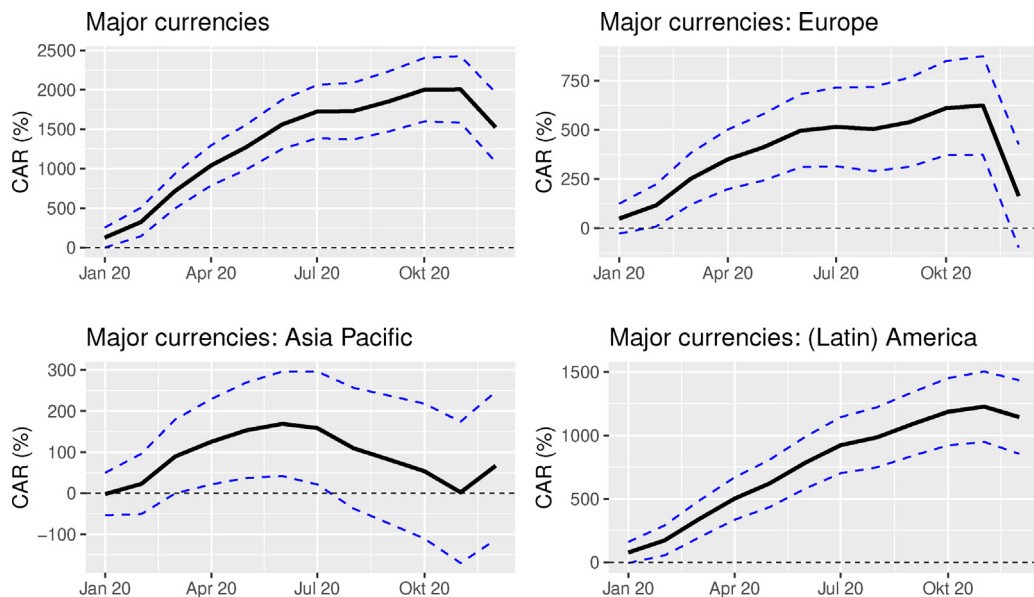 Major currencies
CAR (%)
2500
2000
1500
1000
500
0
Jan 20 Apr 20 Jul 20 Okt 20
Major currencies: Europe
CAR (%)
750
500
250
0
Jan 20 Apr 20 Jul 20 Okt 20
Major currencies: Asia Pacific
CAR (%)
300
200
100
0
−100
Jan 20 Apr 20 Jul 20 Okt 20
Major currencies: (Latin) America
CAR (%)
1500
1000
500
0
Jan 20 Apr 20 Jul 20 Okt 20